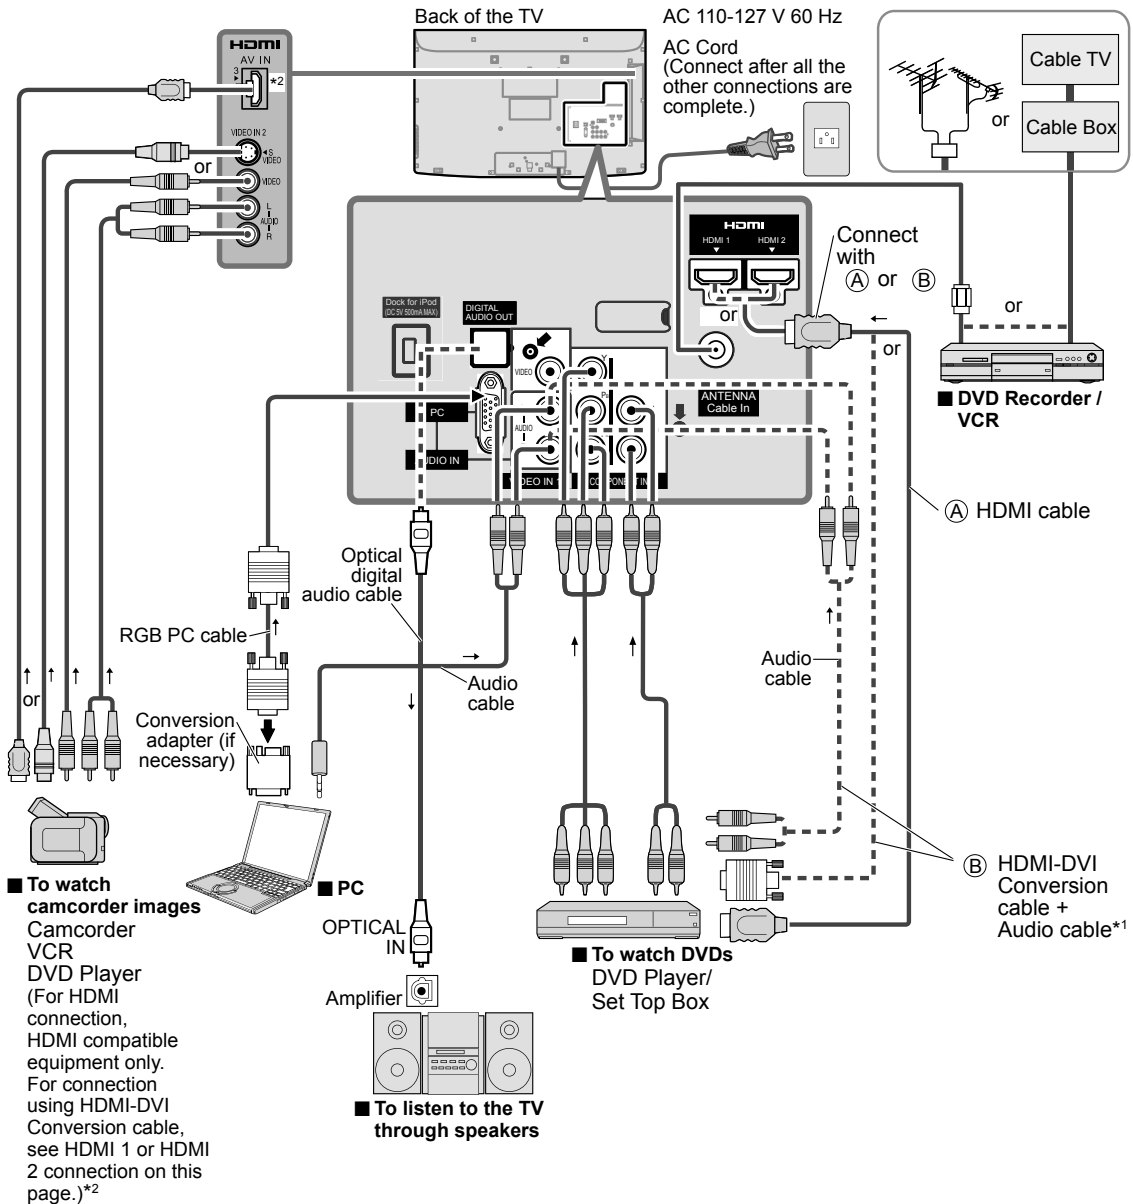 Back of the TV
AC 110-127 V 60 Hz
AC Cord
(Connect after all the
other connections are
complete.)
Cable TV
or
Cable Box
HDMI
AV IN
3
*2
VIDEO IN 2
S VIDEO
or
VIDEO
L
AUDIO
R
HDMI
HDMI 1
HDMI 2
or
Connect
with
Ⓐ or Ⓑ
or
or
Dock for iPod
(DC 5V 500mA MAX)
DIGITAL
AUDIO OUT
VIDEO
Y
ANTENNA
Cable In
PC
AUDIO
AUDIO IN
VIDEO IN 1
COMPONENT IN
■ DVD Recorder /
VCR
Ⓐ HDMI cable
Optical
digital
audio cable
RGB PC cable
Audio
cable
Audio
cable
or
Conversion
adapter (if
necessary)
■ To watch
camcorder images
Camcorder
VCR
DVD Player
(For HDMI
connection,
HDMI compatible
equipment only.
For connection
using HDMI-DVI
Conversion cable,
see HDMI 1 or HDMI
2 connection on this
page.)*2
■ PC
OPTICAL
IN
Amplifier
■ To listen to the TV
through speakers
■ To watch DVDs
DVD Player/
Set Top Box
Ⓑ HDMI-DVI
Conversion
cable +
Audio cable*1